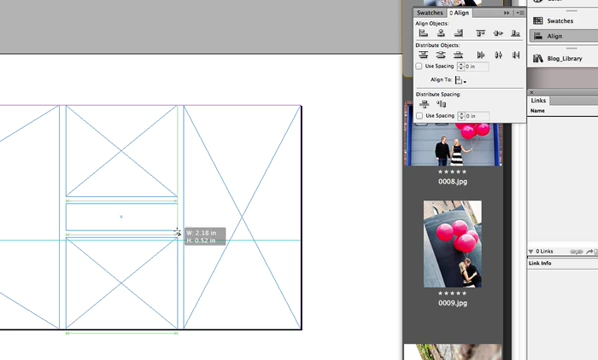 Color
Swatches
Align
Align Objects:
Distribute Objects:
Use Spacing
0 in
Align To:
Distribute Spacing:
Use Spacing
0 in
Swatches
Align
Blog_Library
Links
Name
0 Links
Link Info
0008.jpg
0009.jpg
W: 2.18 in
H: 0.52 in